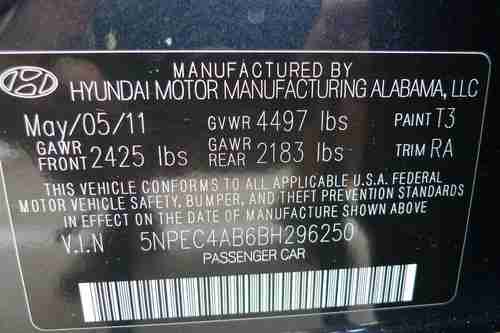 MANUFACTURED BY
HYUNDAI MOTOR MANUFACTURING ALABAMA, LLC
May/05/11 GVWR 4497 lbs PAINT T3
GAWR FRONT 2425 lbs GAWR REAR 2183 lbs TRIM RA
THIS VEHICLE CONFORMS TO ALL APPLICABLE U.S.A. FEDERAL
MOTOR VEHICLE SAFETY, BUMPER, AND THEFT PREVENTION STANDARDS
IN EFFECT ON THE DATE OF MANUFACTURE SHOWN ABOVE.
V.I.N 5NPEC4AB6BH296250
PASSENGER CAR